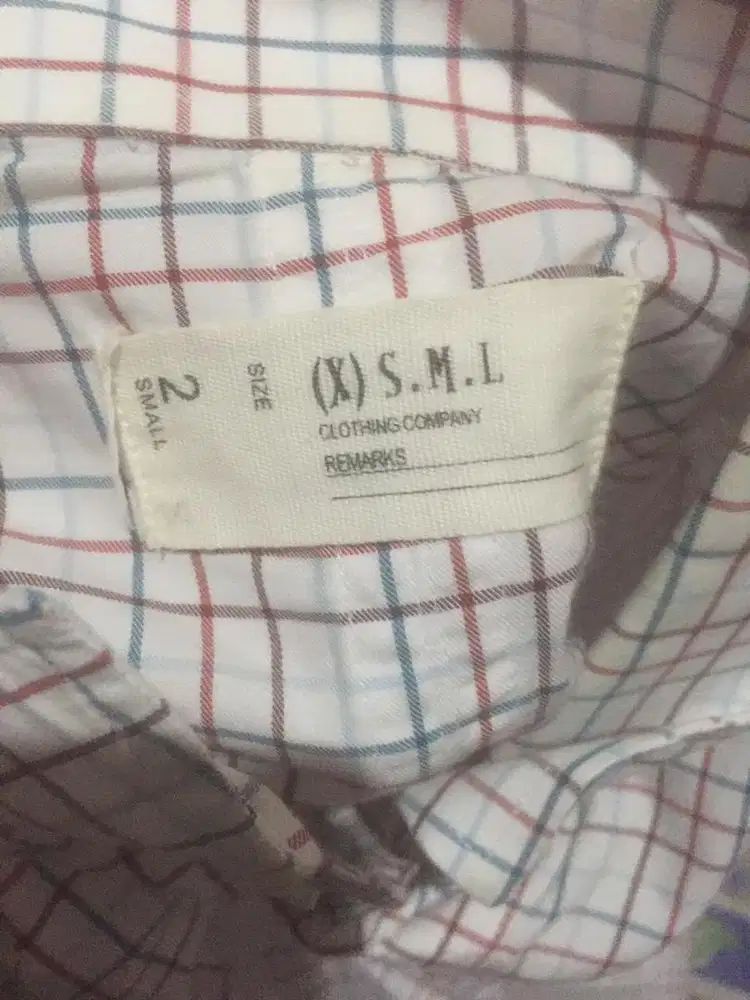 (X) S.M.L
CLOTHING COMPANY
REMARKS
SIZE
2
SMALL